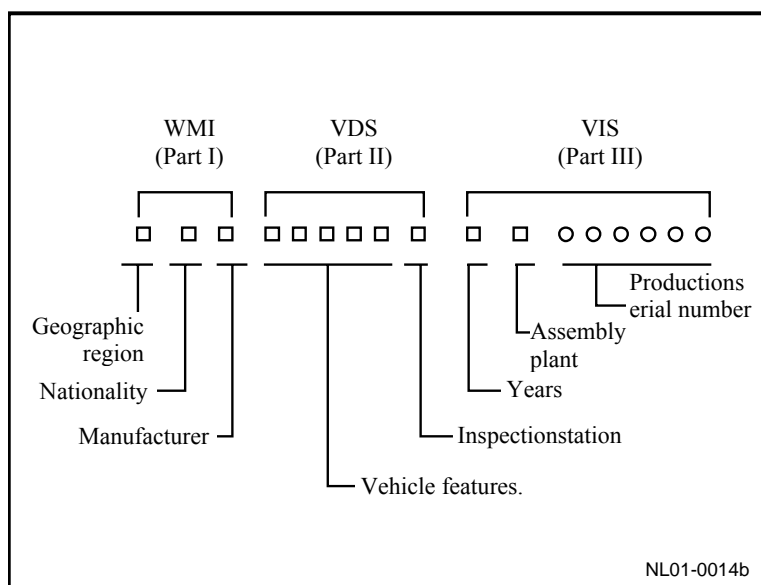 WMI
(Part I)
VDS
(Part II)
VIS
(Part III)
Geographic
region
Nationality
Manufacturer
Vehicle features.
Inspectionstation
Years
Assembly
plant
Productions
erial number
NL01-0014b